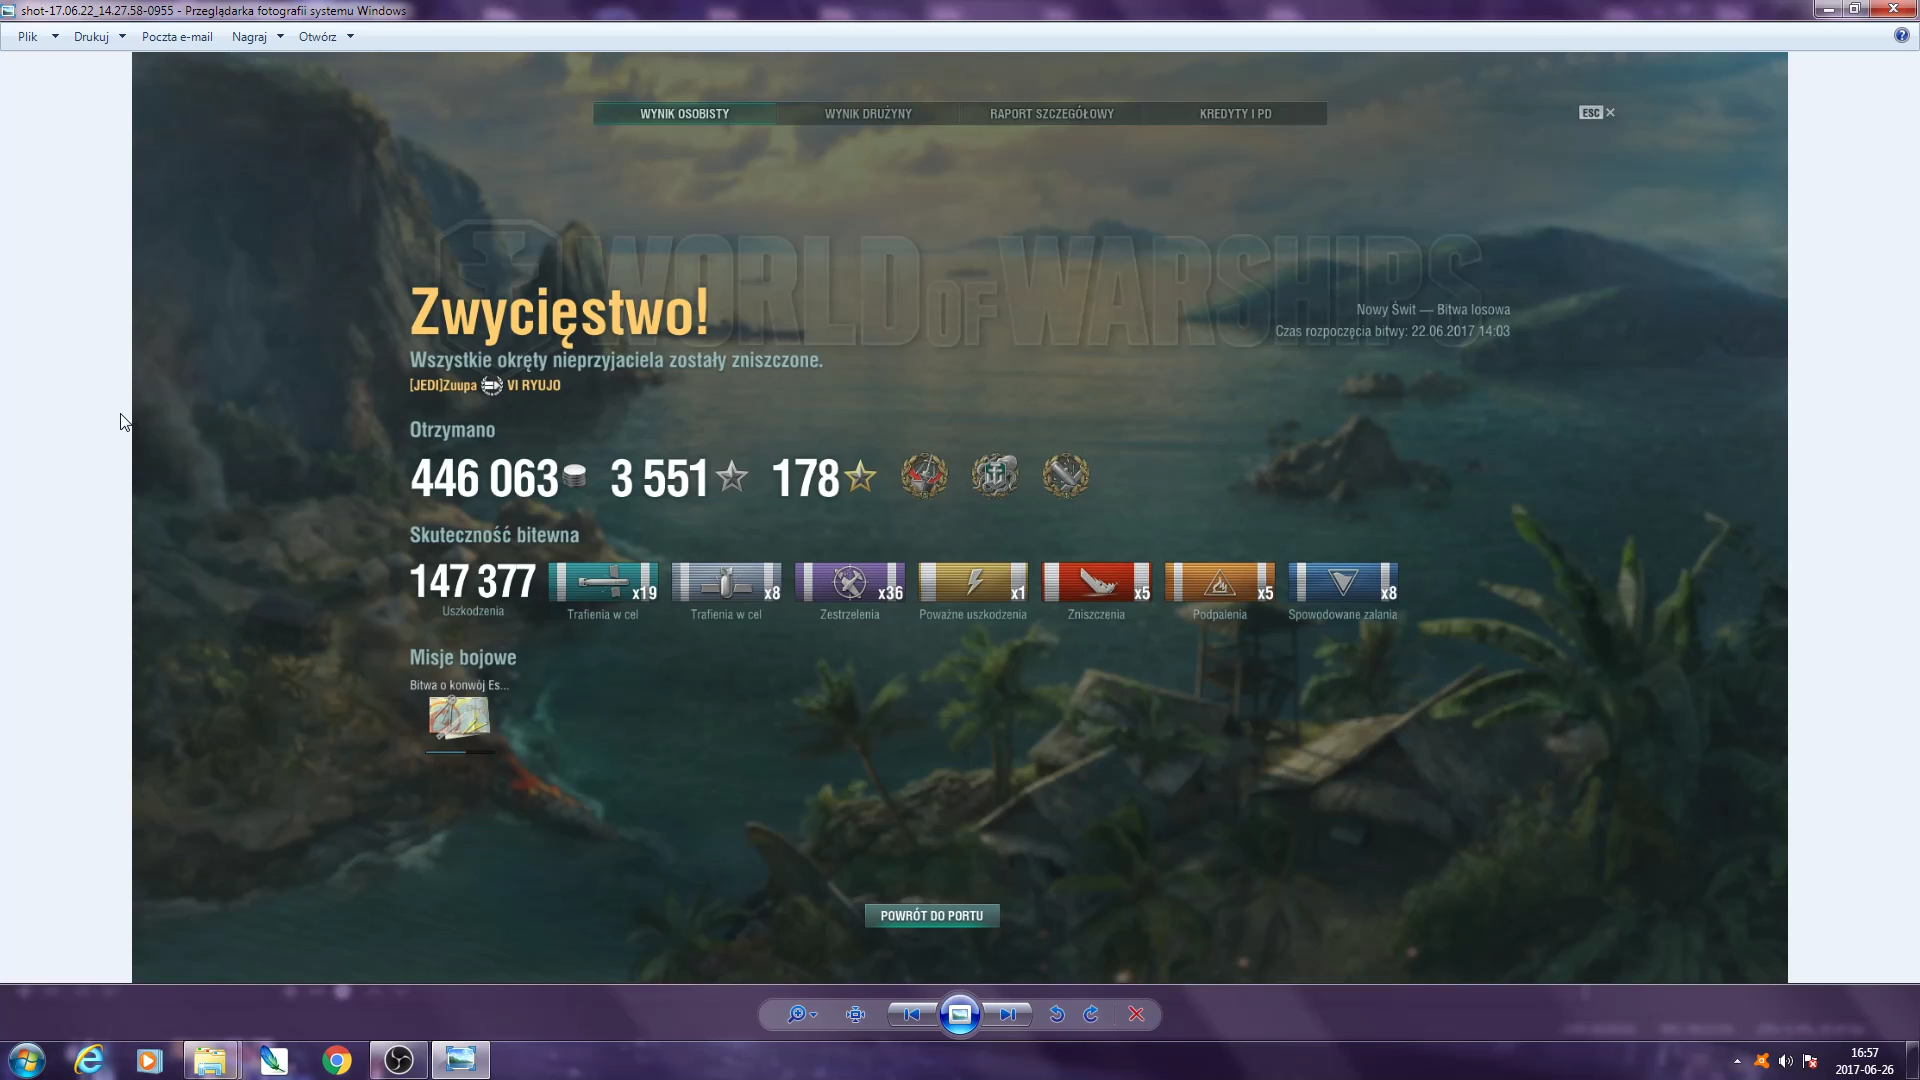 shot-17.06.22_14.27.58-0955 - Przeglądarka fotografii systemu Windows
Plik Drukuj Poczta e-mail Nagraj Otwórz
WYNIK OSOBISTY WYNIK DRUŻYNY RAPORT SZCZEGÓŁOWY KREDYTY I PD ESC
WORLD OF WARSHIPS
Zwycięstwo!
Nowy Świt — Bitwa losowa
Czas rozpoczęcia bitwy: 22.06.2017 14:03
Wszystkie okręty nieprzyjaciela zostały zniszczone.
[JEDI]Zuupa VI RYUJO
Otrzymano
446 063 3 551 178
Skuteczność bitewna
147 377 x19 x8 x36 x1 x5 x5 x8
Uszkodzenia Trafienia w cel Trafienia w cel Zestrzelenia Poważne uszkodzenia Zniszczenia Podpalenia Spowodowane zalania
Misje bojowe
Bitwa o konwój Es...
POWRÓT DO PORTU
16:57
2017-06-26